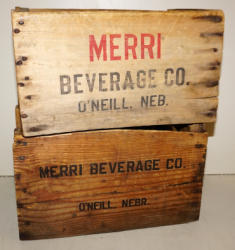 MERRI
BEVERAGE CO.
O'NEILL, NEB.
MERRI BEVERAGE CO.
O'NEILL, NEBR.